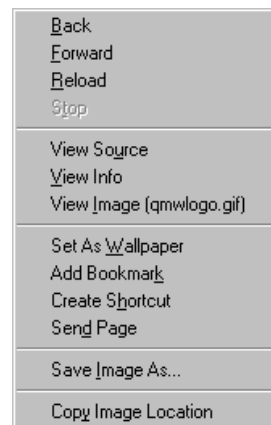 Back
Forward
Reload
Stop
View Source
View Info
View Image (qmwlogo.gif)
Set As Wallpaper
Add Bookmark
Create Shortcut
Send Page
Save Image As...
Copy Image Location